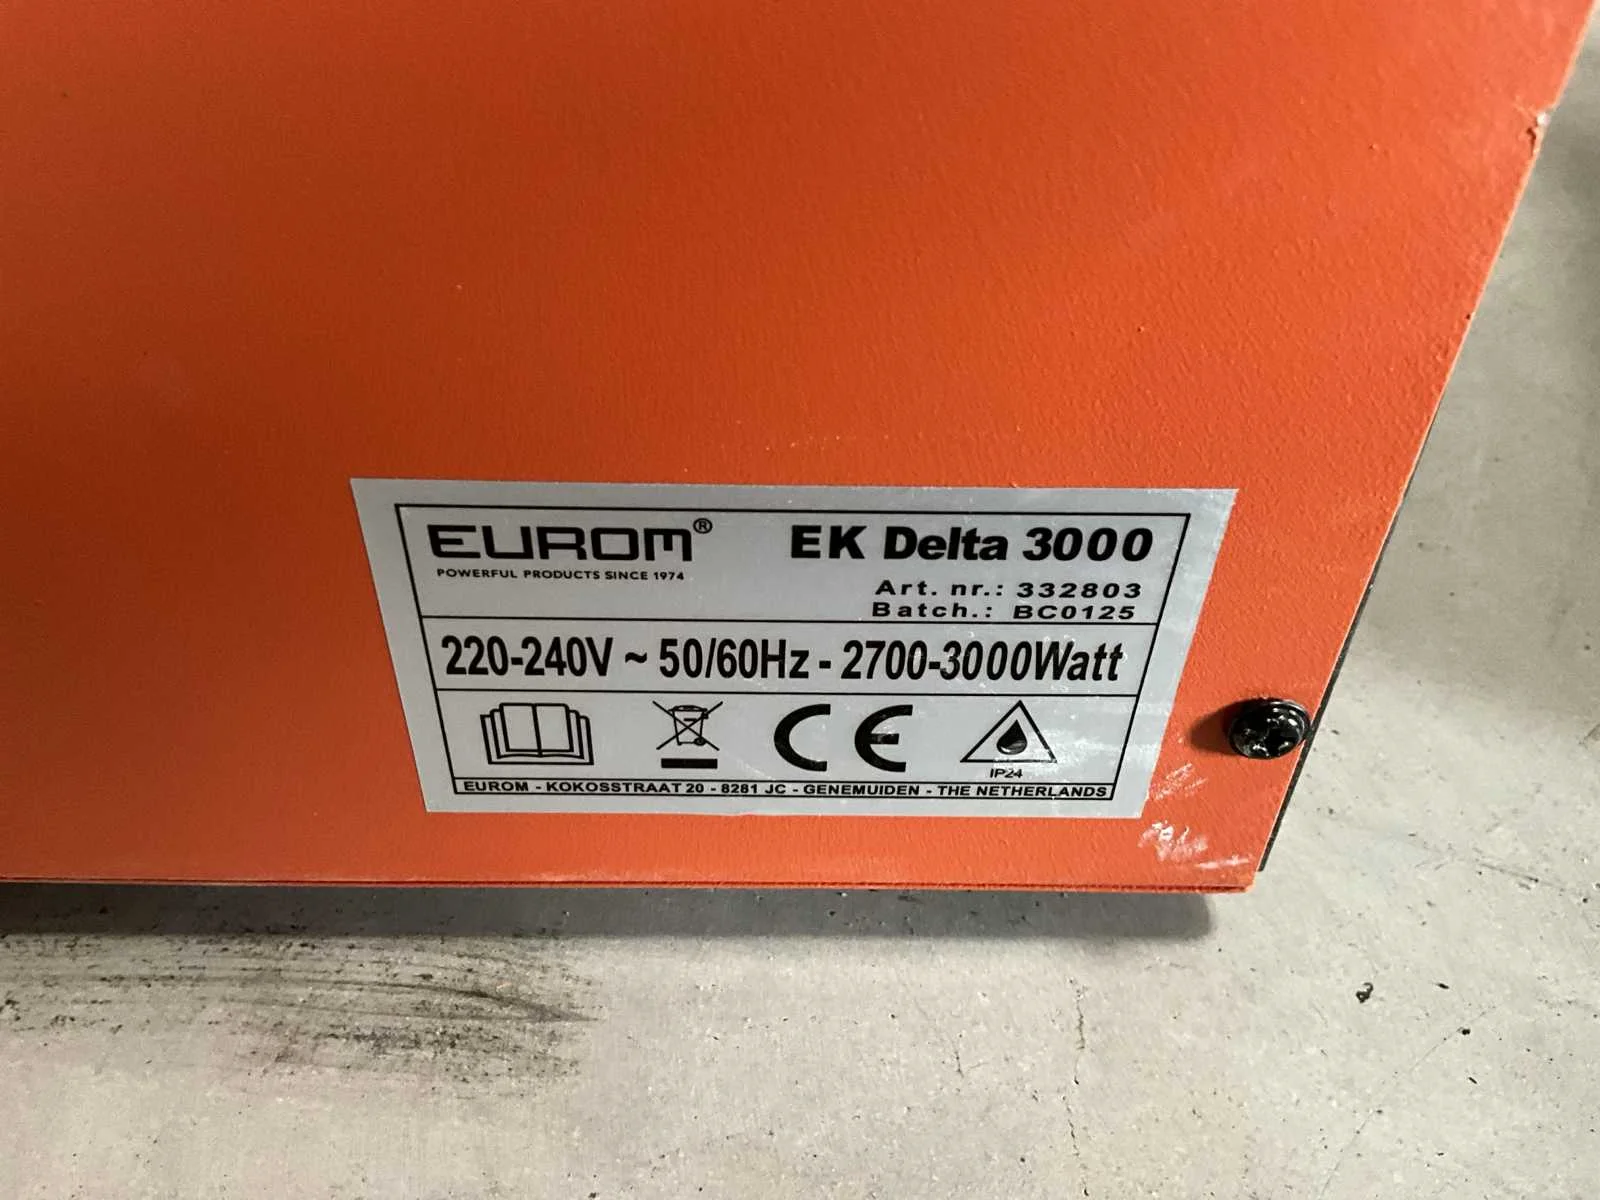 EUROM®
POWERFUL PRODUCTS SINCE 1974
EK Delta 3000
Art. nr.: 332803
Batch.: BC0125
220-240V ~ 50/60Hz - 2700-3000Watt
CE
IP24
EUROM - KOKOSSTRAAT 20 - 8281 JC - GENEMUIDEN - THE NETHERLANDS